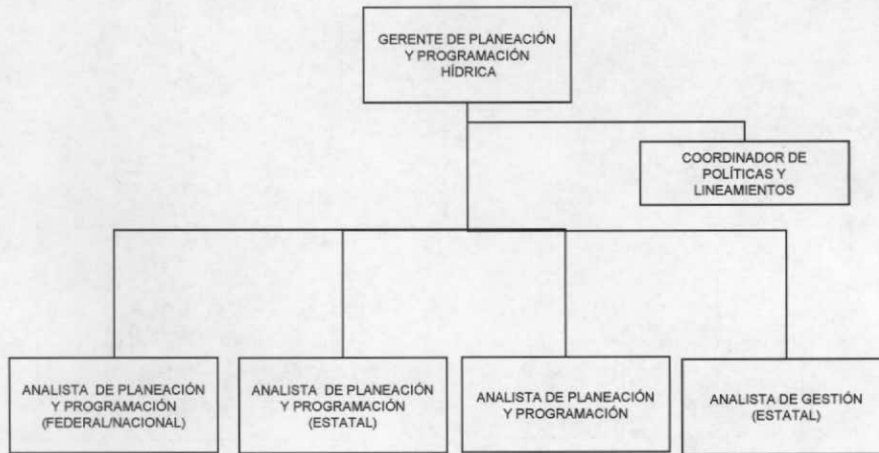 GERENTE DE PLANEACIÓN
Y PROGRAMACIÓN
HÍDRICA
COORDINADOR DE
POLÍTICAS Y
LINEAMIENTOS
ANALISTA DE PLANEACIÓN
Y PROGRAMACIÓN
(FEDERAL/NACIONAL)
ANALISTA DE PLANEACIÓN
Y PROGRAMACIÓN
(ESTATAL)
ANALISTA DE PLANEACIÓN
Y PROGRAMACIÓN
ANALISTA DE GESTIÓN
(ESTATAL)